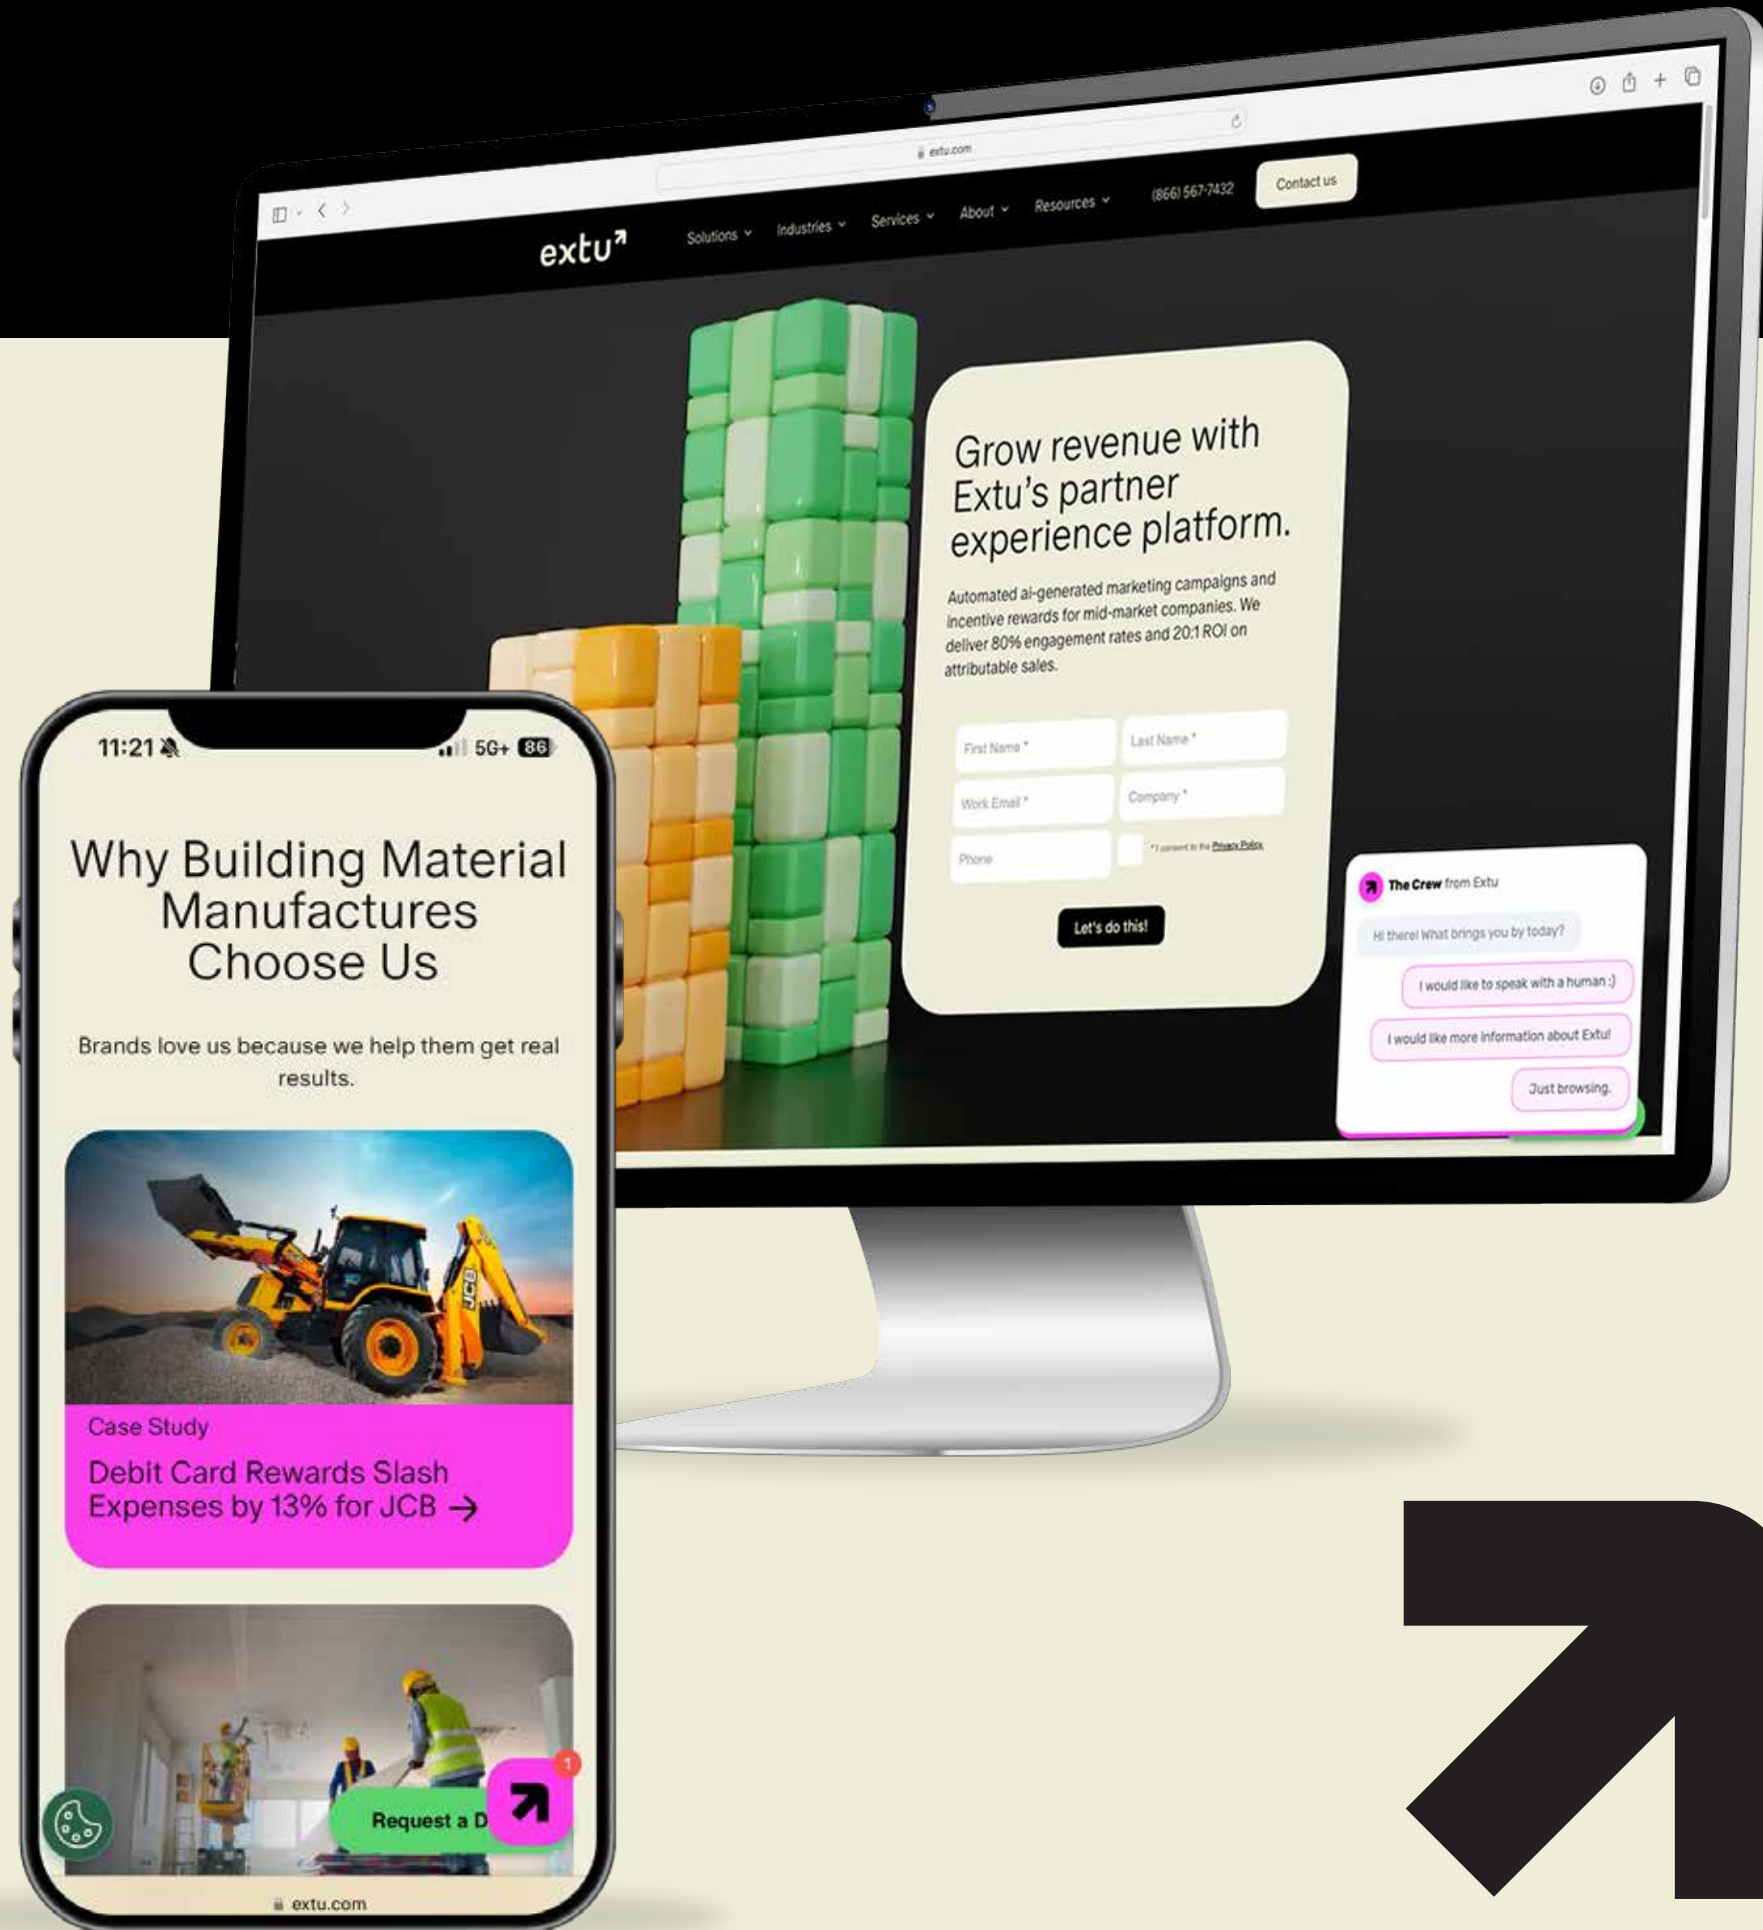 extu.com
extu
Solutions
Industries
Services
About
Resources
(866) 567-7432
Contact us
Grow revenue with
Extu's partner
experience platform.
Automated ai-generated marketing campaigns and
incentive rewards for mid-market companies. We
deliver 80% engagement rates and 20:1 ROI on
attributable sales.
First Name *
Last Name *
Work Email *
Company *
Phone
* I consent to the Privacy Policy.
Let's do this!
The Crew from Extu
Hi there! What brings you by today?
I would like to speak with a human :)
I would like more information about Extu!
Just browsing.
11:21
5G+ 86
Why Building Material
Manufactures
Choose Us
Brands love us because we help them get real
results.
JCB
Case Study
Debit Card Rewards Slash
Expenses by 13% for JCB →
Request a D
1
extu.com